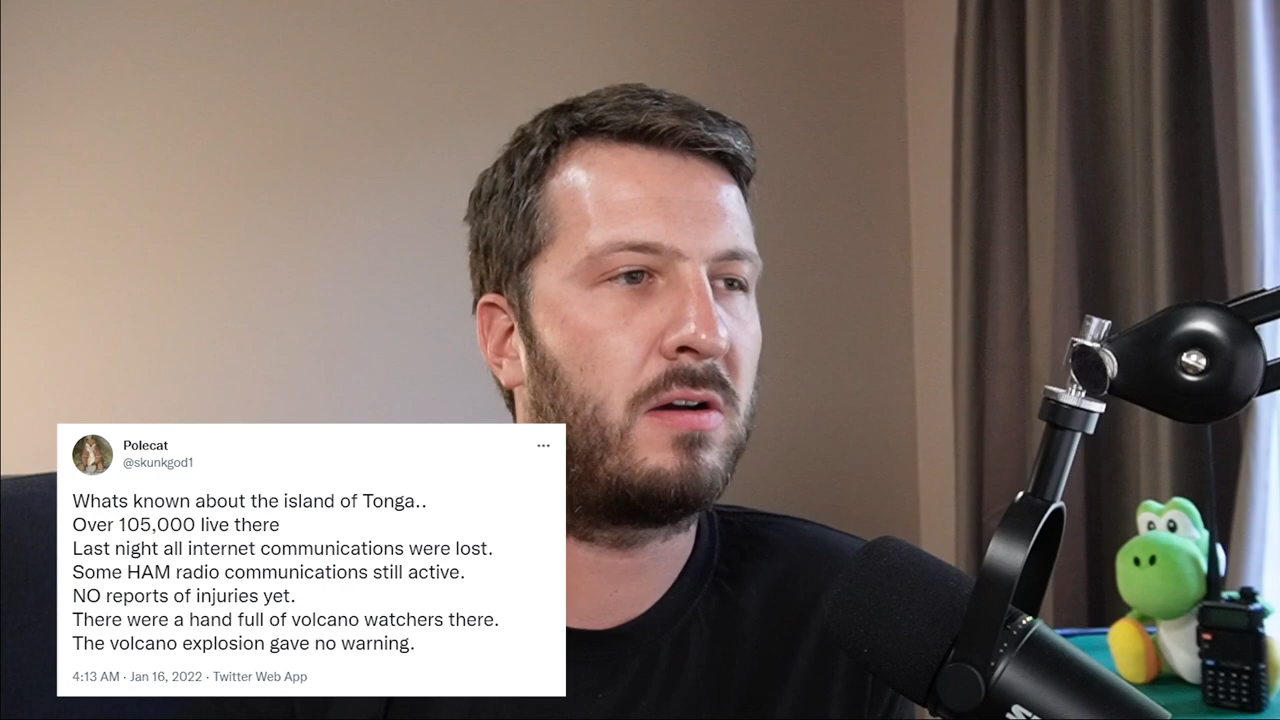 Polecat
@skunkgod1
Whats known about the island of Tonga..
Over 105,000 live there
Last night all internet communications were lost.
Some HAM radio communications still active.
NO reports of injuries yet.
There were a hand full of volcano watchers there.
The volcano explosion gave no warning.
4:13 AM · Jan 16, 2022 · Twitter Web App